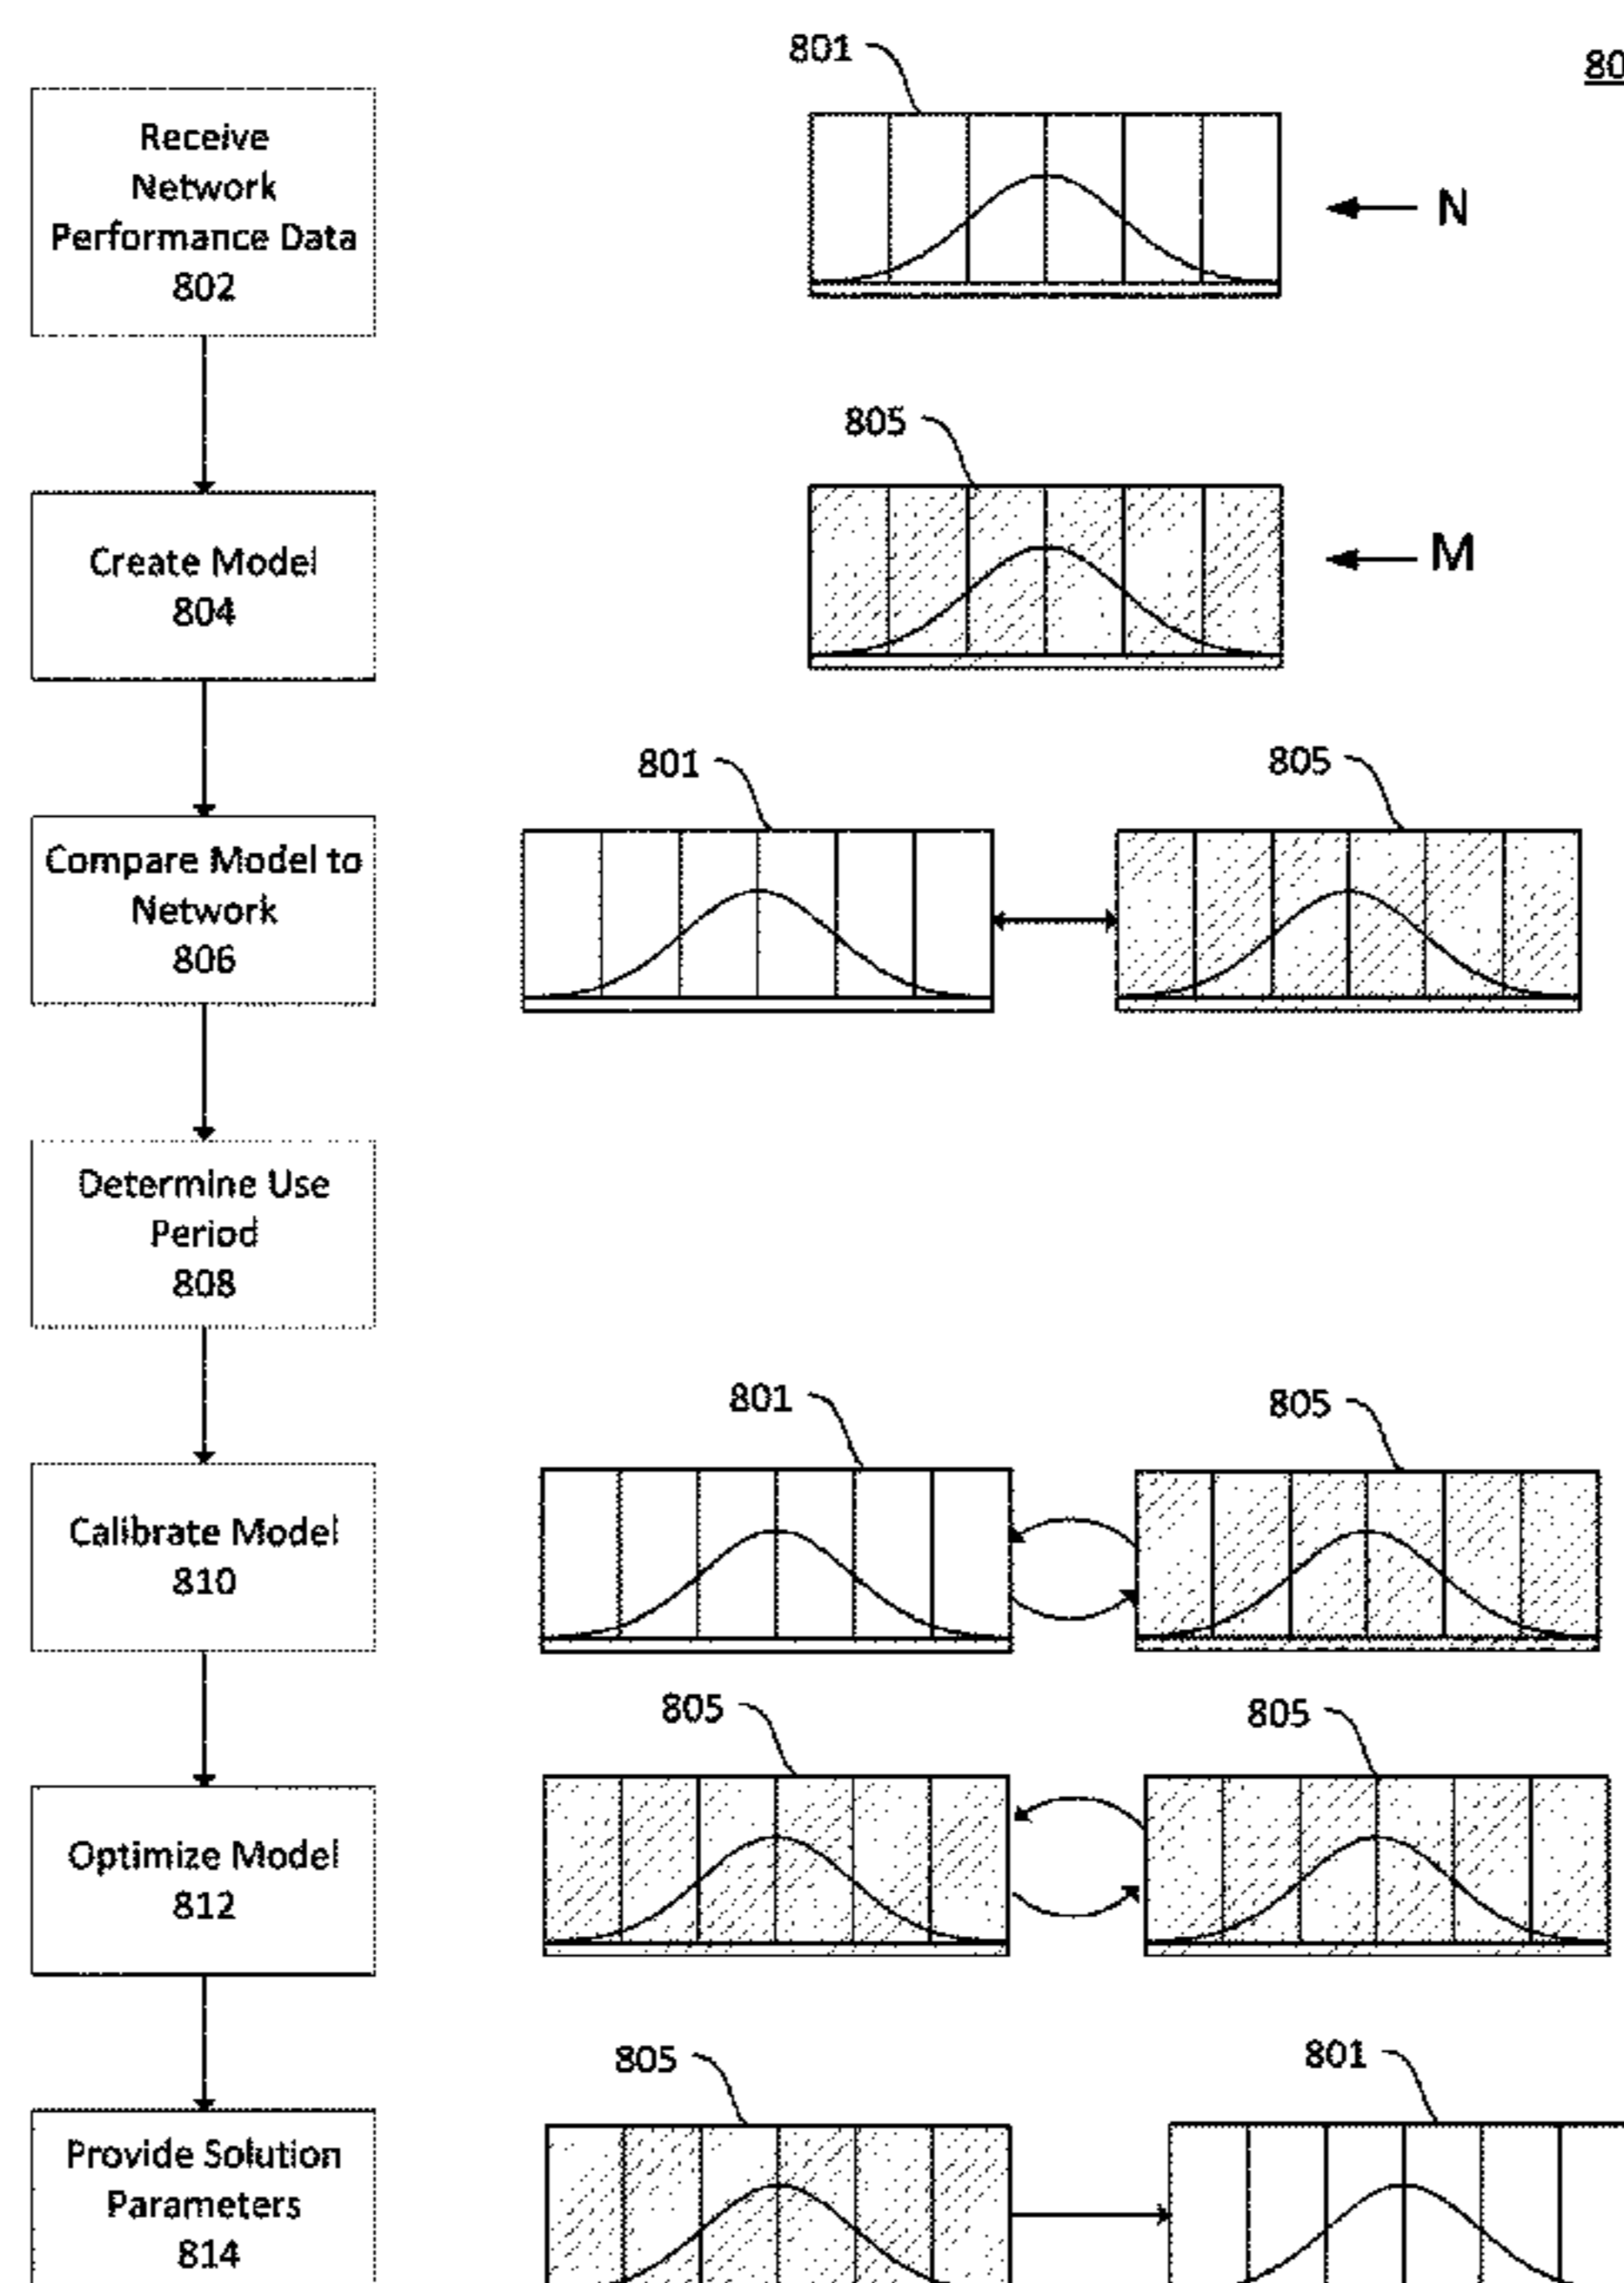 801
80
Receive
Network
Performance Data
802
N
805
Create Model
804
M
801
805
Compare Model to
Network
806
Determine Use
Period
808
801
805
Calibrate Model
810
805
805
Optimize Model
812
805
801
Provide Solution
Parameters
814